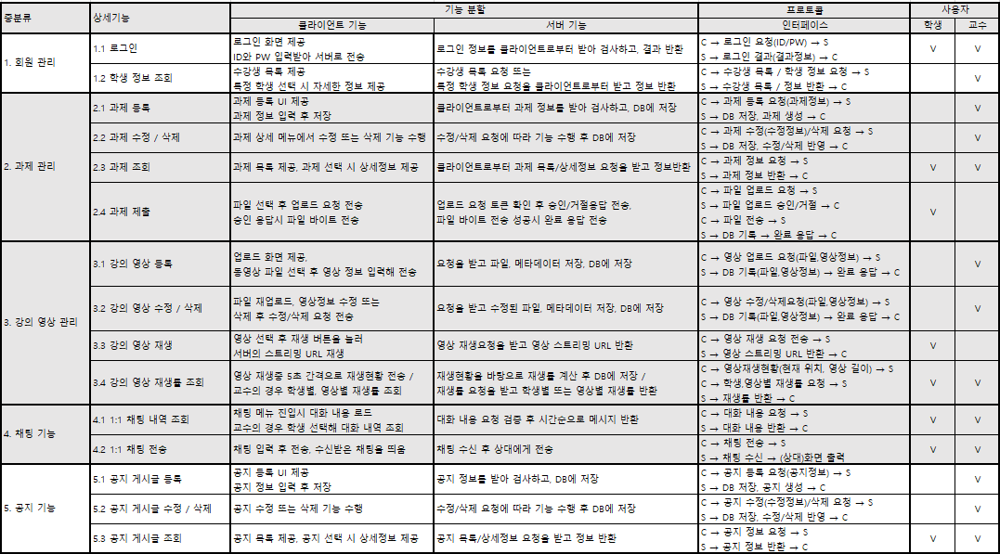 중분류 상세기능 기능 분할 프로토콜 사용자
클라이언트 기능 서버 기능 인터페이스 학생 교수
1. 회원 관리
1.1 로그인
로그인 화면 제공
ID와 PW 입력받아 서버로 전송
로그인 정보를 클라이언트로부터 받아 검사하고, 결과 반환
C → 로그인 요청(ID/PW) → S
S → 로그인 결과(결과정보) → C
V V
1.2 학생 정보 조회
수강생 목록 제공
특정 학생 선택 시 자세한 정보 제공
수강생 목록 요청 또는
특정 학생 정보 요청을 클라이언트로부터 받고 정보 반환
C → 수강생 목록 / 학생 정보 요청 → S
S → 수강생 목록 / 정보 반환 → C
V
2. 과제 관리
2.1 과제 등록
과제 등록 UI 제공
과제 정보 입력 후 저장
클라이언트로부터 과제 정보를 받아 검사하고, DB에 저장
C → 과제 등록 요청(과제정보) → S
S → DB 저장, 과제 생성 → C
V
2.2 과제 수정 / 삭제
과제 상세 메뉴에서 수정 또는 삭제 기능 수행
수정/삭제 요청에 따라 기능 수행 후 DB에 저장
C → 과제 수정(수정정보)/삭제 요청 → S
S → DB 저장, 수정/삭제 반영 → C
V
2.3 과제 조회
과제 목록 제공, 과제 선택 시 상세정보 제공
클라이언트로부터 과제 목록/상세정보 요청을 받고 정보반환
C → 과제 정보 요청 → S
S → 과제 정보 반환 → C
V V
2.4 과제 제출
파일 선택 후 업로드 요청 전송
승인 응답시 파일 바이트 전송
업로드 요청 토큰 확인 후 승인/거절응답 전송,
파일 바이트 전송 성공시 완료 응답 전송
C → 파일 업로드 요청 → S
S → 파일 업로드 승인/거절 → C
C → 파일 전송 → S
S → DB 기록 → 완료 응답 → C
V
3. 강의 영상 관리
3.1 강의 영상 등록
업로드 화면 제공,
동영상 파일 선택 후 영상 정보 입력해 전송
요청을 받고 파일, 메타데이터 저장, DB에 저장
C → 영상 업로드 요청(파일,영상정보) → S
S → DB 기록(파일,영상정보) → 완료 응답 → C
V
3.2 강의 영상 수정 / 삭제
파일 재업로드, 영상정보 수정 또는
삭제 후 수정/삭제 요청 전송
요청을 받고 수정된 파일, 메타데이터 저장, DB에 저장
C → 영상 수정/삭제요청(파일,영상정보) → S
S → DB 기록(파일,영상정보) → 완료 응답 → C
V
3.3 강의 영상 재생
영상 선택 후 재생 버튼을 눌러
서버의 스트리밍 URL 재생
영상 재생요청을 받고 영상 스트리밍 URL 반환
C → 영상 재생 요청 전송 → S
S → 영상 스트리밍 URL 반환 → C
V
3.4 강의 영상 재생률 조회
영상 재생중 5초 간격으로 재생현황 전송 /
교수의 경우 학생별, 영상별 재생률 조회
재생현황을 바탕으로 재생률 계산 후 DB에 저장 /
재생률 요청을 받고 학생별 또는 영상별 재생률 반환
C → 영상재생현황(현재 위치, 영상 길이) → S
C → 학생,영상별 재생률 요청 → S
S → 재생률 반환 → C
V V
4. 채팅 기능
4.1 1:1 채팅 내역 조회
채팅 메뉴 진입시 대화 내용 로드
교수의 경우 학생 선택해 대화 내역 조회
대화 내용 요청 검증 후 시간순으로 메시지 반환
C → 대화 내용 요청 → S
S → 대화 내용 반환 → C
V V
4.2 1:1 채팅 전송
채팅 입력 후 전송, 수신받은 채팅을 띄움
채팅 수신 후 상대에게 전송
C → 채팅 전송 → S
S → 채팅 수신 → (상대)화면 출력
V V
5. 공지 기능
5.1 공지 게시글 등록
공지 등록 UI 제공
공지 정보 입력 후 저장
공지 정보를 받아 검사하고, DB에 저장
C → 공지 등록 요청(공지정보) → S
S → DB 저장, 공지 생성 → C
V
5.2 공지 게시글 수정 / 삭제
공지 수정 또는 삭제 기능 수행
수정/삭제 요청에 따라 기능 수행 후 DB에 저장
C → 공지 수정(수정정보)/삭제 요청 → S
S → DB 저장, 수정/삭제 반영 → C
V
5.3 공지 게시글 조회
공지 목록 제공, 공지 선택 시 상세정보 제공
공지 목록/상세정보 요청을 받고 정보 반환
C → 공지 정보 요청 → S
S → 공지 정보 반환 → C
V V